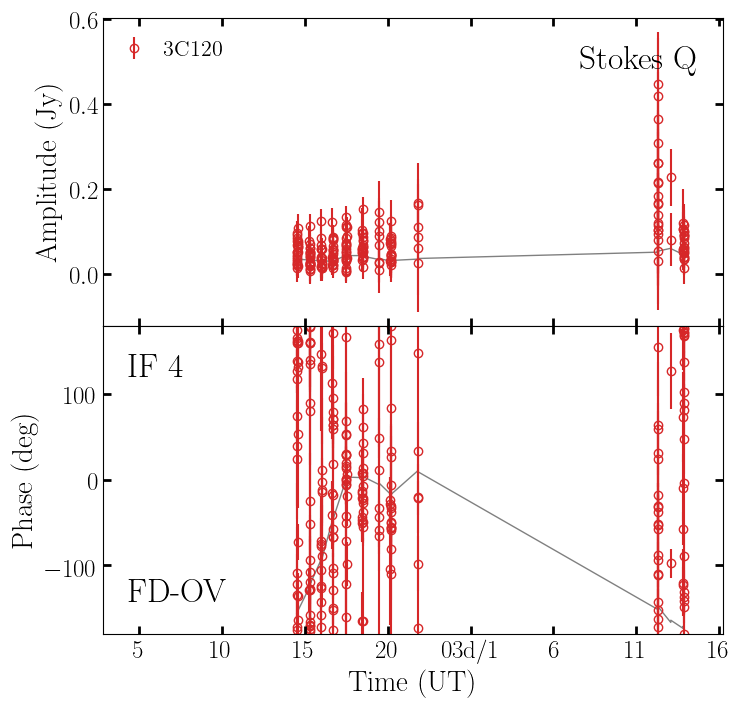 0.6
3C120
Stokes Q
0.4
0.2
0.0
Amplitude (Jy)
IF 4
100
0
−100
Phase (deg)
FD-OV
5 10 15 20 03d/1 6 11 16
Time (UT)